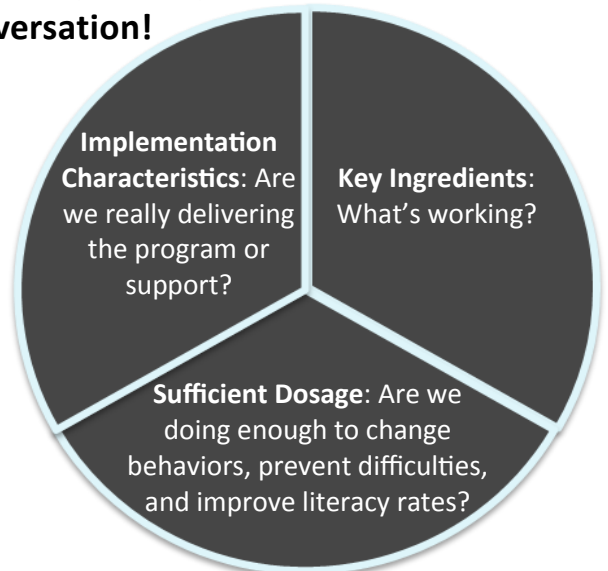 versation!
Implementation
Characteristics: Are
we really delivering
the program or
support?
Key Ingredients:
What's working?
Sufficient Dosage: Are we
doing enough to change
behaviors, prevent difficulties,
and improve literacy rates?